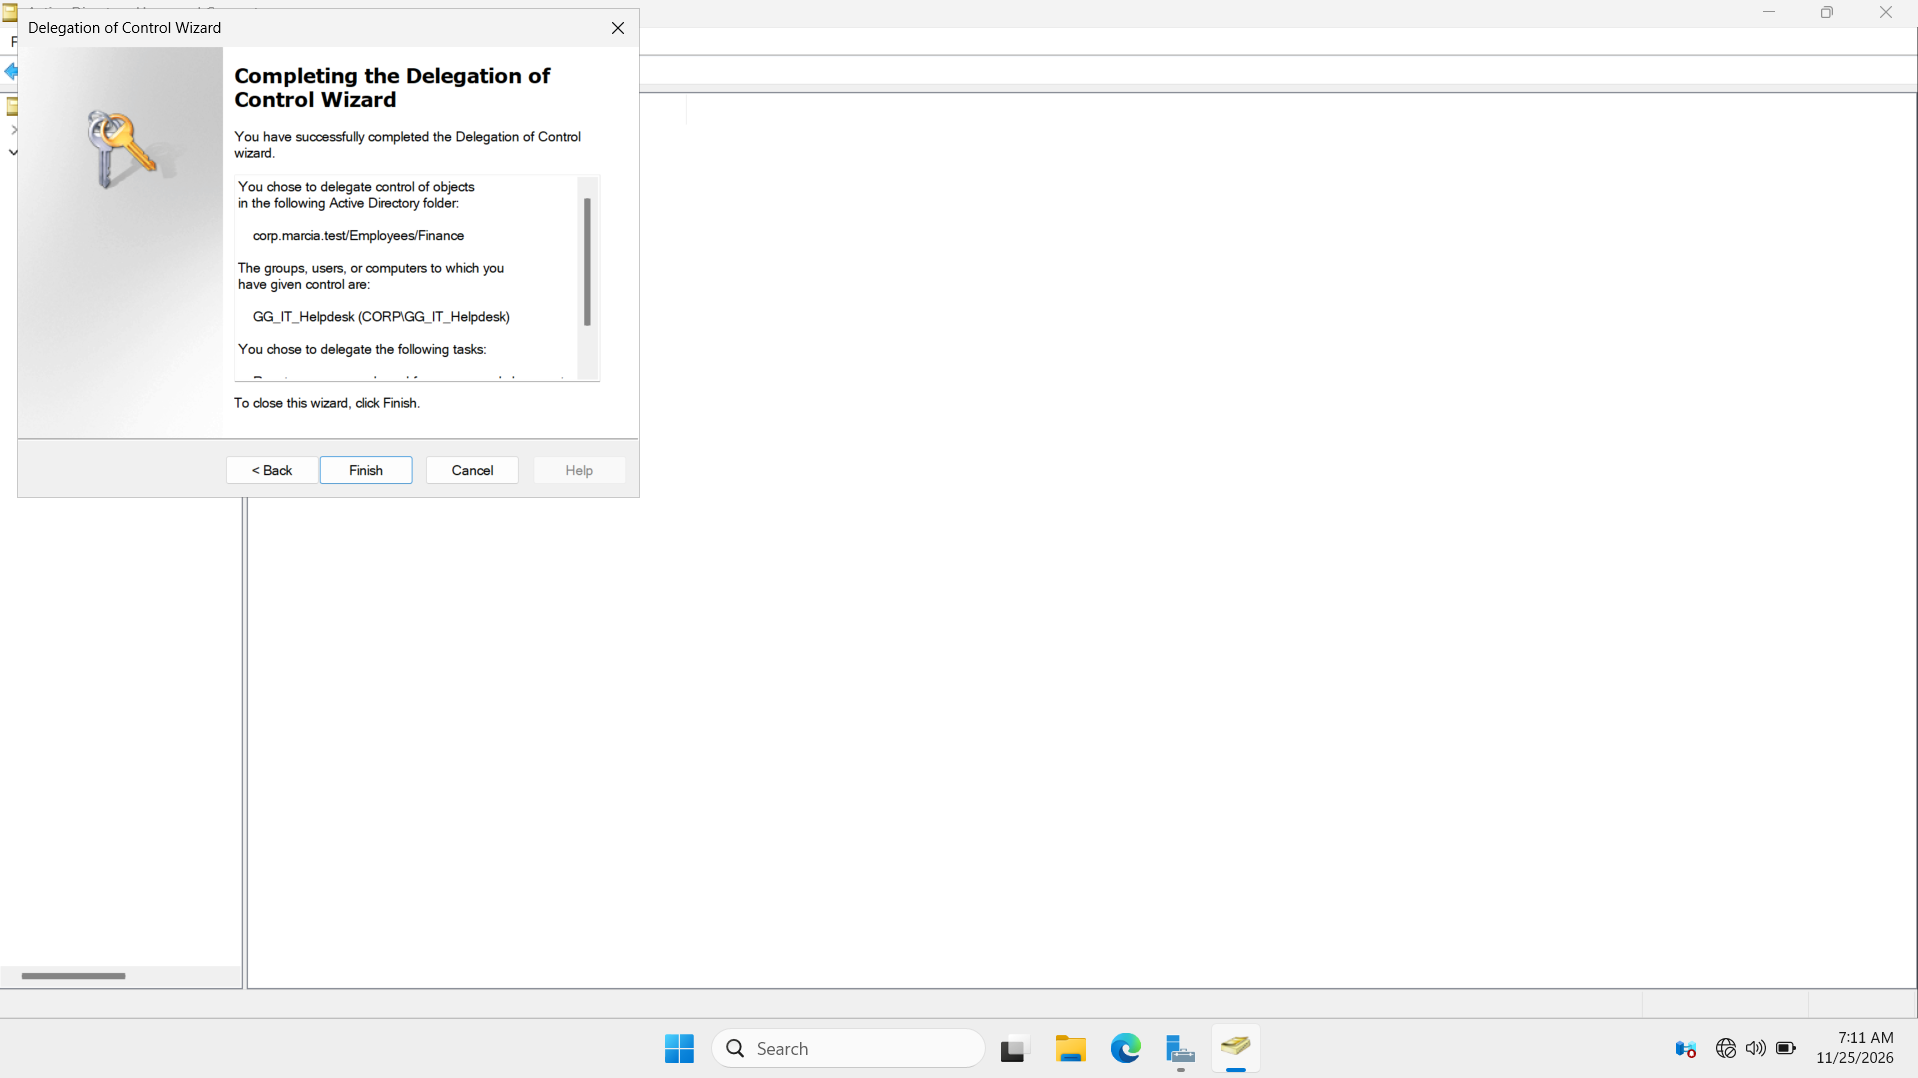 Delegation of Control Wizard
Completing the Delegation of
Control Wizard
You have successfully completed the Delegation of Control
wizard.
You chose to delegate control of objects
in the following Active Directory folder:
corp.marcia.test/Employees/Finance
The groups, users, or computers to which you
have given control are:
GG_IT_Helpdesk (CORP\GG_IT_Helpdesk)
You chose to delegate the following tasks:
To close this wizard, click Finish.
< Back
Finish
Cancel
Help
Search
7:11 AM
11/25/2026